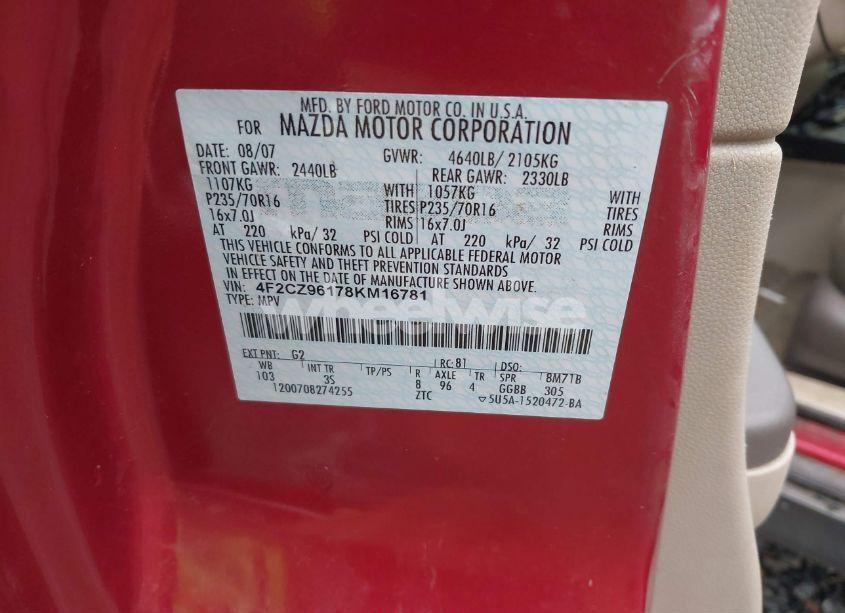 MFD. BY FORD MOTOR CO. IN U.S.A.
FOR MAZDA MOTOR CORPORATION
DATE: 08/07 GVWR: 4640LB/ 2105KG
FRONT GAWR: 2440LB REAR GAWR: 2330LB
1107KG WITH 1057KG WITH
P235/70R16 TIRES P235/70R16 TIRES
16x7.0J RIMS 16x7.0J RIMS
AT 220 kPa/ 32 PSI COLD AT 220 kPa/ 32 PSI COLD
THIS VEHICLE CONFORMS TO ALL APPLICABLE FEDERAL MOTOR
VEHICLE SAFETY AND THEFT PREVENTION STANDARDS
IN EFFECT ON THE DATE OF MANUFACTURE SHOWN ABOVE.
VIN: 4F2CZ96178KM16781
TYPE: MPV
wheelwise
EXT PNT: G2 RC: 81 DSO:
WB INT TR TP/PS R AXLE TR SPR 8M71B
103 3S 8 96 4 GGBB 305
1200708274255 ZTC ▽5U5A-1520472-BA